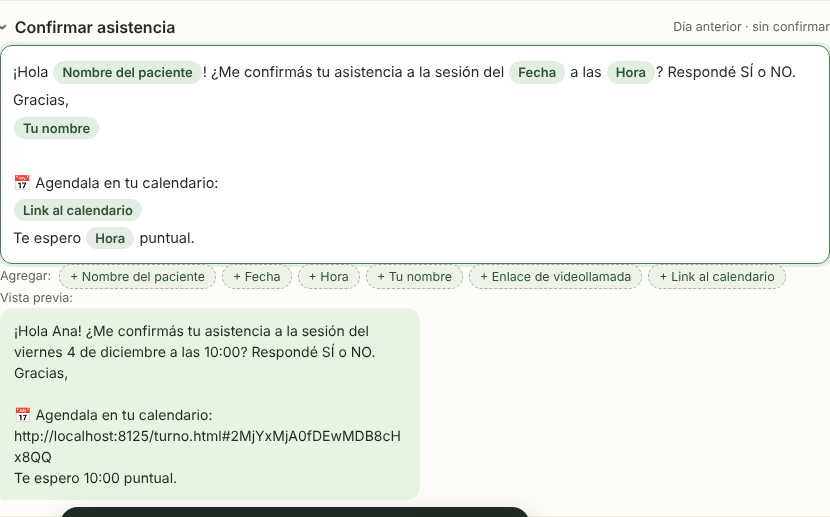 Confirmar asistencia
Día anterior · sin confirmar
¡Hola Nombre del paciente ! ¿Me confirmás tu asistencia a la sesión del Fecha a las Hora ? Respondé SÍ o NO.
Gracias,
Tu nombre
📅 Agendala en tu calendario:
Link al calendario
Te espero Hora puntual.
Agregar: + Nombre del paciente + Fecha + Hora + Tu nombre + Enlace de videollamada + Link al calendario
Vista previa:
¡Hola Ana! ¿Me confirmás tu asistencia a la sesión del
viernes 4 de diciembre a las 10:00? Respondé SÍ o NO.
Gracias,
📅 Agendala en tu calendario:
http://localhost:8125/turno.html#2MjYxMjA0fDEwMDB8cH
x8QQ
Te espero 10:00 puntual.